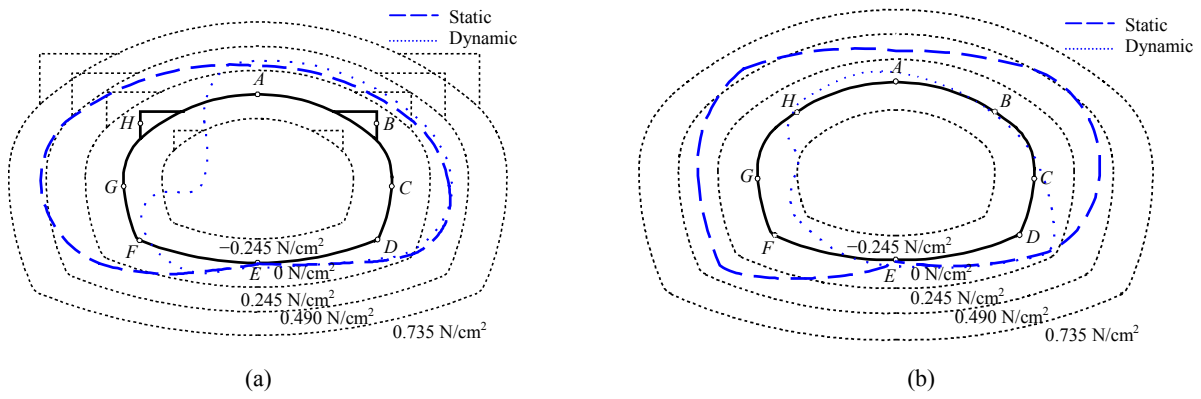 Static
Dynamic
A
H
B
G
C
F
D
E
−0.245 N/cm²
0 N/cm²
0.245 N/cm²
0.490 N/cm²
0.735 N/cm²
(a)
Static
Dynamic
A
H
B
G
C
F
D
E
−0.245 N/cm²
0 N/cm²
0.245 N/cm²
0.490 N/cm²
0.735 N/cm²
(b)